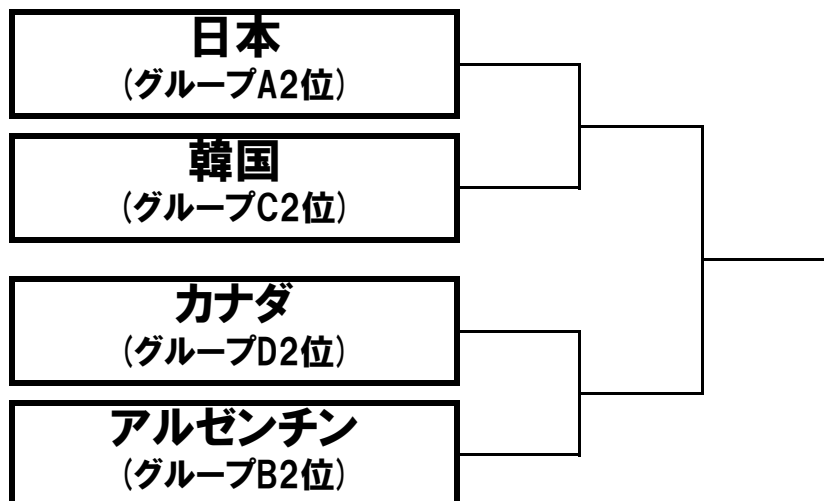 日本
(グループA2位)
韓国
(グループC2位)
カナダ
(グループD2位)
アルゼンチン
(グループB2位)